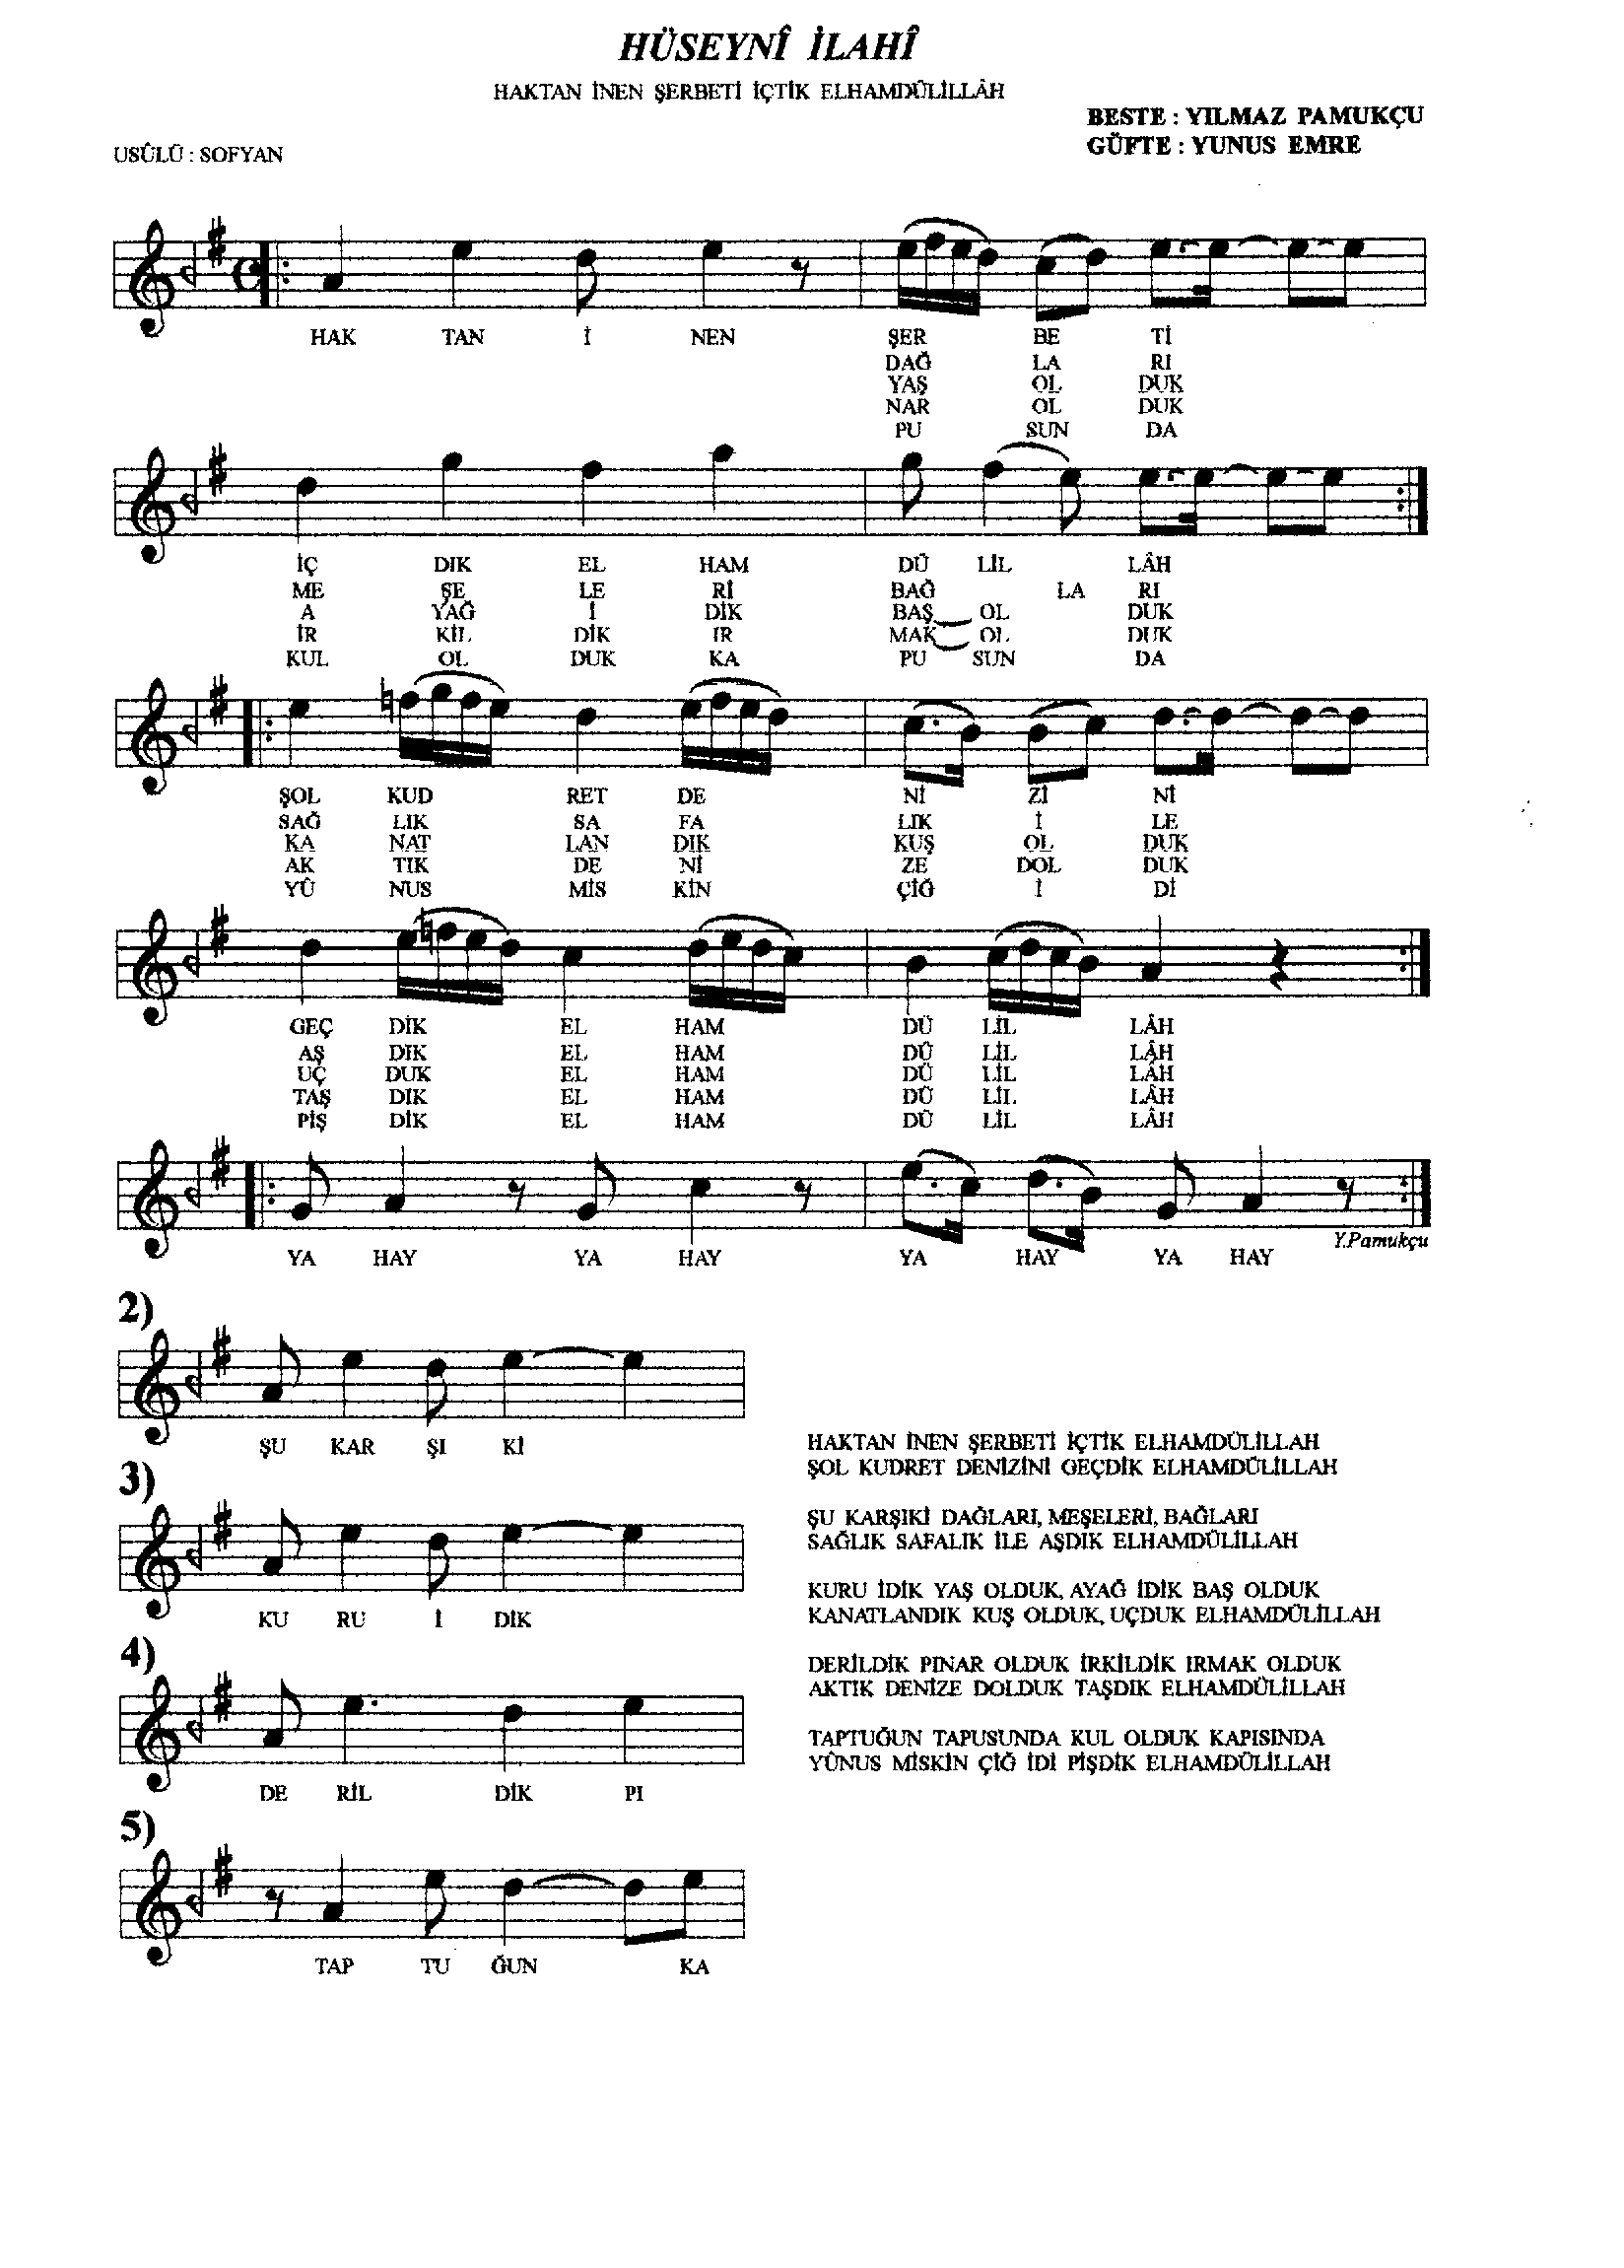 HÜSEYNÎ İLAHÎ
HAKTAN İNEN ŞERBETİ İÇTİK ELHAMDÜLİLLÂH
BESTE : YILMAZ PAMUKÇU
GÜFTE : YUNUS EMRE
USÛLÜ : SOFYAN
HAK TAN İ NEN ŞER BE Tİ
DAĞ LA RI
YAŞ OL DUK
NAR OL DUK
PU SUN DA
İÇ DIK EL HAM DÜ LİL LÂH
ME ŞE LE Rİ BAĞ LA RI
A YAĞ İ DİK BAŞ OL DUK
İR KİL DİK IR MAK OL DUK
KUL OL DUK KA PU SUN DA
ŞOL KUD RET DE Nİ Zİ Nİ
SAĞ LIK SA FA LIK İ LE
KA NAT LAN DIK KUŞ OL DUK
AK TIK DE Nİ ZE DOL DUK
YÛ NUS MİS KİN ÇİĞ İ Dİ
GEÇ DİK EL HAM DÜ LİL LÂH
AŞ DIK EL HAM DÜ LİL LÂH
UÇ DUK EL HAM DÜ LİL LÂH
TAŞ DIK EL HAM DÜ LİL LÂH
PİŞ DİK EL HAM DÜ LİL LÂH
Y.Pamukçu
YA HAY YA HAY YA HAY YA HAY
2)
ŞU KAR ŞI Kİ
3)
KU RU İ DİK
4)
DE RİL DİK PI
5)
TAP TU ĞUN KA
HAKTAN İNEN ŞERBETİ İÇTİK ELHAMDÜLİLLAH
ŞOL KUDRET DENİZİNİ GEÇDİK ELHAMDÜLİLLAH
ŞU KARŞIKİ DAĞLARI, MEŞELERİ, BAĞLARI
SAĞLIK SAFALIK İLE AŞDIK ELHAMDÜLİLLAH
KURU İDİK YAŞ OLDUK, AYAĞ İDİK BAŞ OLDUK
KANATLANDIK KUŞ OLDUK, UÇDUK ELHAMDÜLİLLAH
DERİLDİK PINAR OLDUK İRKİLDİK IRMAK OLDUK
AKTIK DENİZE DOLDUK TAŞDIK ELHAMDÜLİLLAH
TAPTUĞUN TAPUSUNDA KUL OLDUK KAPISINDA
YÛNUS MİSKİN ÇİĞ İDİ PİŞDİK ELHAMDÜLİLLAH